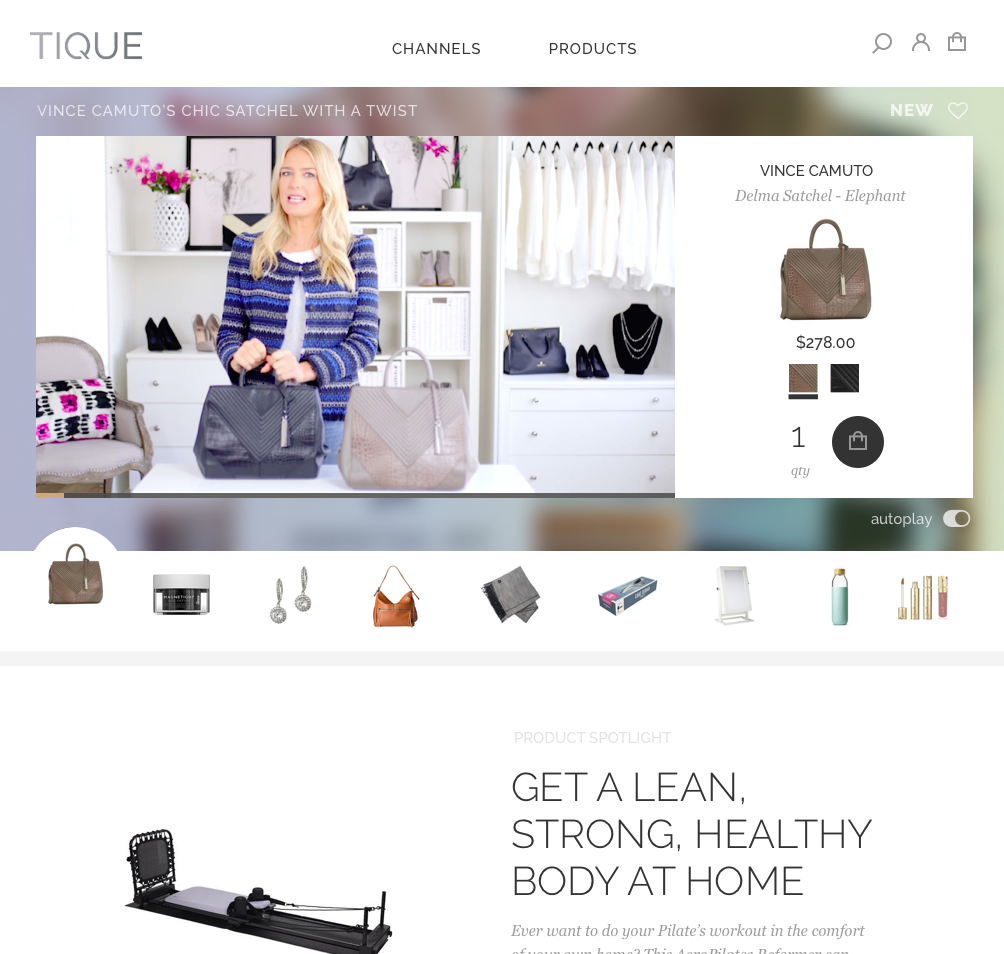 TIQUE
CHANNELS
PRODUCTS
VINCE CAMUTO'S CHIC SATCHEL WITH A TWIST
NEW
VINCE CAMUTO
Delma Satchel - Elephant
$278.00
1
qty
autoplay
PRODUCT SPOTLIGHT
GET A LEAN,
STRONG, HEALTHY
BODY AT HOME
Ever want to do your Pilate's workout in the comfort
of your own home? This AeroPilates Reformer can